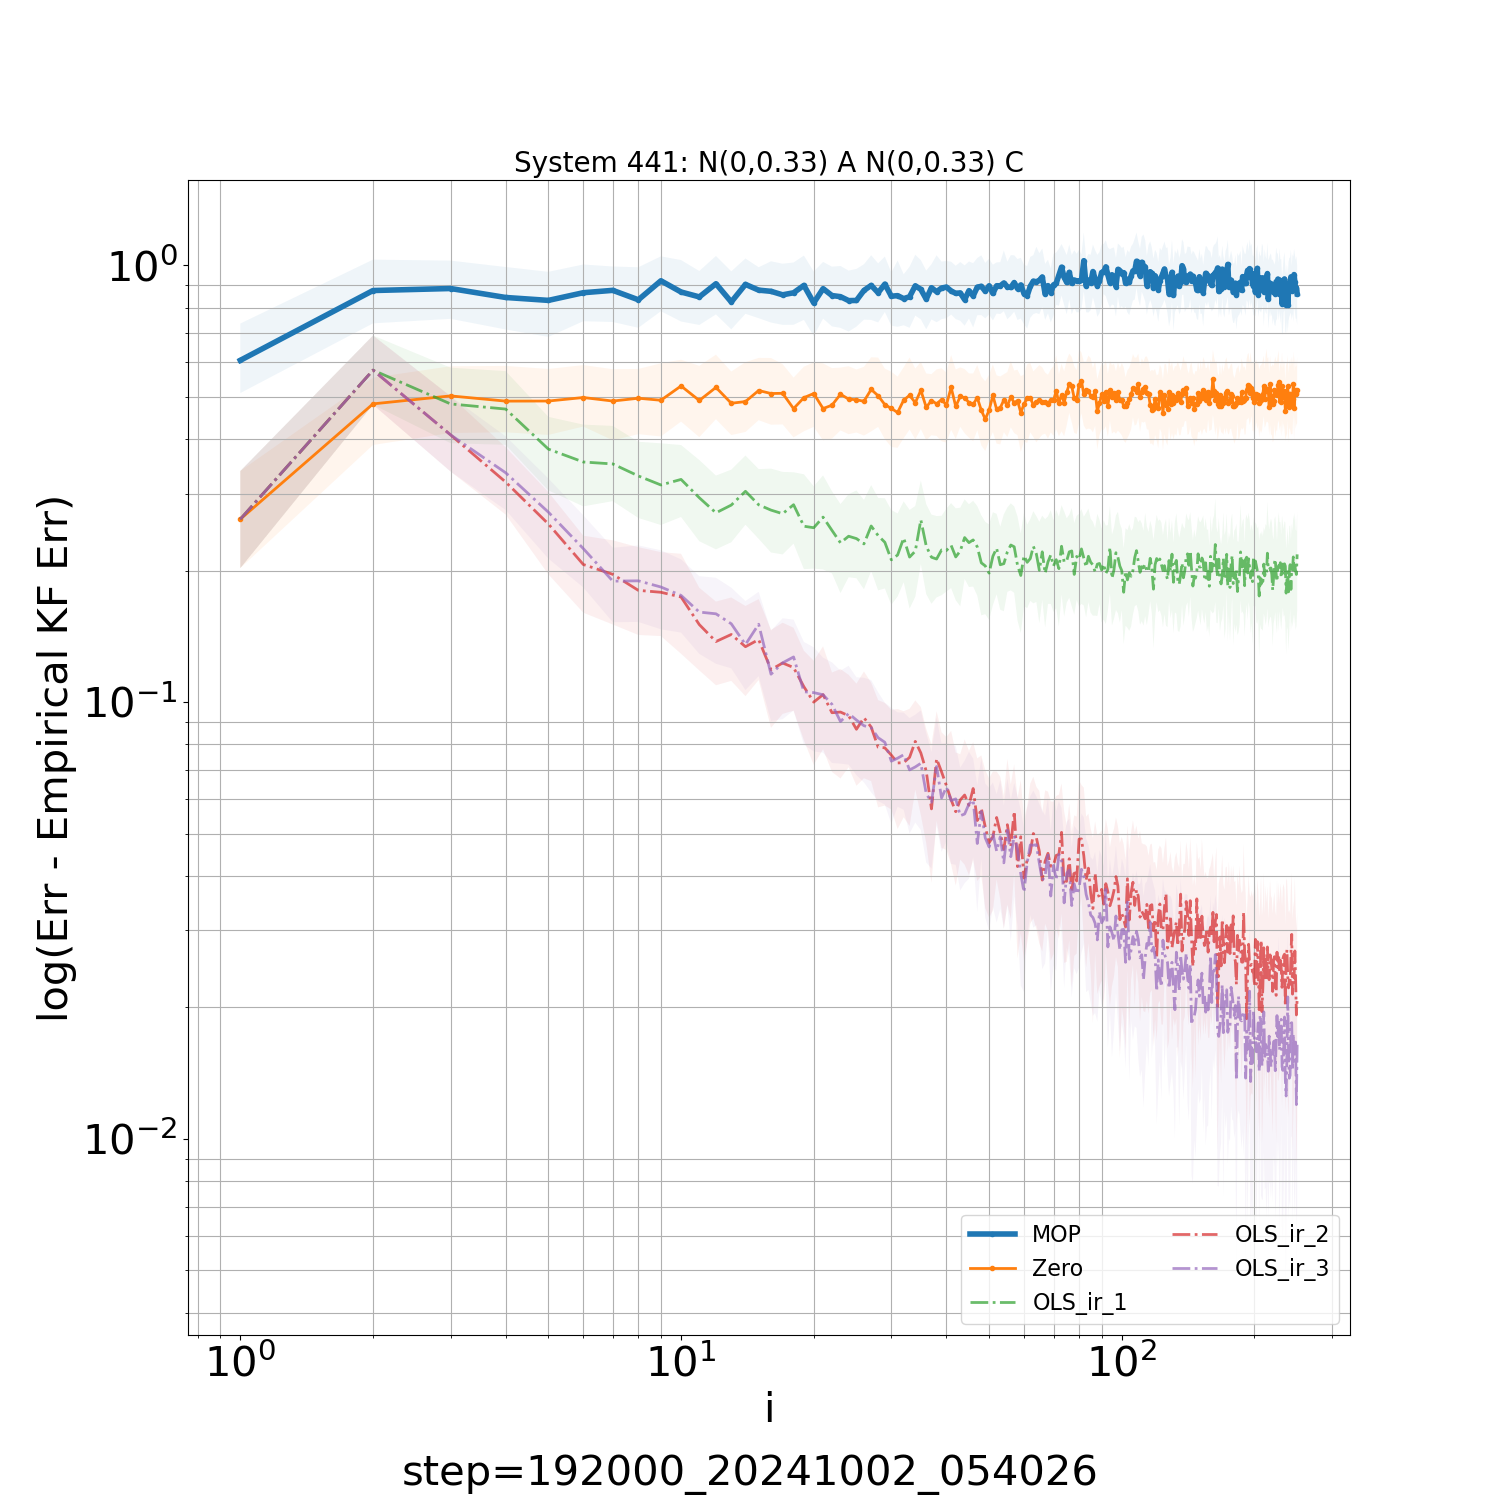 System 441: N(0,0.33) A N(0,0.33) C
log(Err - Empirical KF Err)
10⁰
10⁻¹
10⁻²
MOP
Zero
OLS_ir_1
OLS_ir_2
OLS_ir_3
10⁰ 10¹ 10²
i
step=192000_20241002_054026